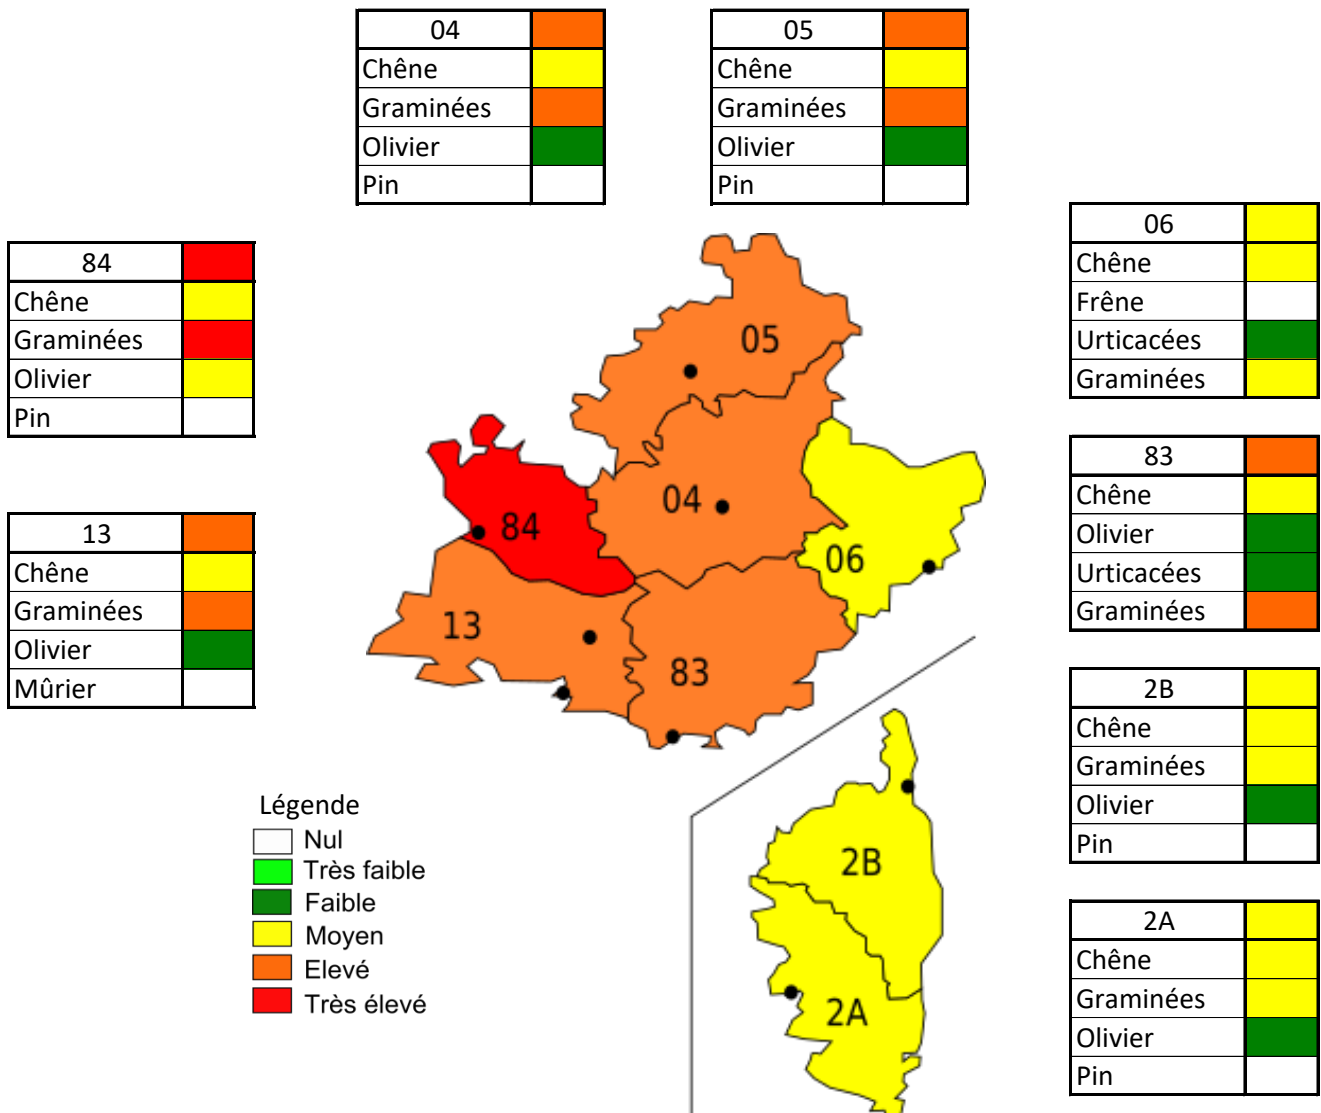 04
Chêne
Graminées
Olivier
Pin
05
Chêne
Graminées
Olivier
Pin
84
Chêne
Graminées
Olivier
Pin
13
Chêne
Graminées
Olivier
Mûrier
06
Chêne
Frêne
Urticacées
Graminées
83
Chêne
Olivier
Urticacées
Graminées
2B
Chêne
Graminées
Olivier
Pin
2A
Chêne
Graminées
Olivier
Pin
05
04
84
06
13
83
2B
2A
Légende
Nul
Très faible
Faible
Moyen
Elevé
Très élevé